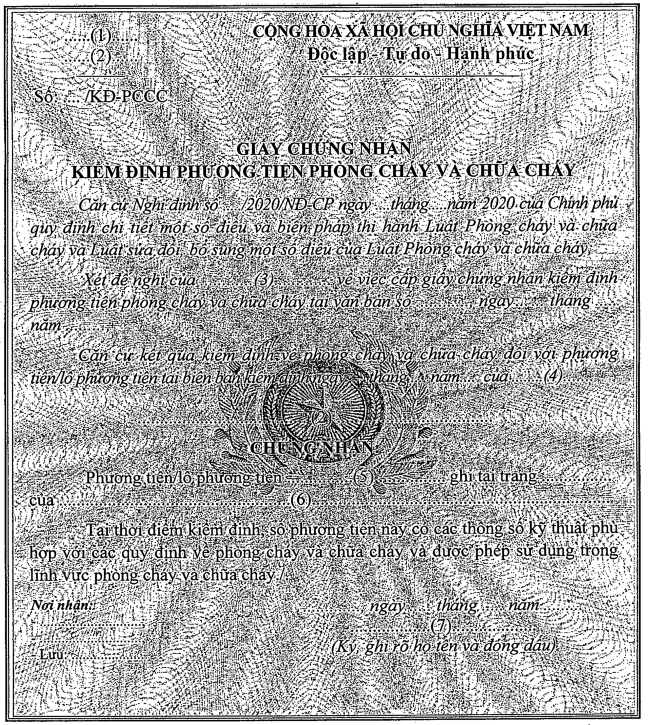 .....(1).....
.....(2).....
CỘNG HÒA XÃ HỘI CHỦ NGHĨA VIỆT NAM
Độc lập - Tự do - Hạnh phúc
Số: .... /KĐ-PCCC
GIẤY CHỨNG NHẬN
KIỂM ĐỊNH PHƯƠNG TIỆN PHÒNG CHÁY VÀ CHỮA CHÁY
Căn cứ Nghị định số /2020/NĐ-CP ngày ... tháng ... năm 2020 của Chính phủ
quy định chi tiết một số điều và biện pháp thi hành Luật Phòng cháy và chữa
cháy và Luật sửa đổi, bổ sung một số điều của Luật Phòng cháy và chữa cháy;
Xét đề nghị của ..........(3).......... về việc cấp giấy chứng nhận kiểm định
phương tiện phòng cháy và chữa cháy tại văn bản số ............ ngày...... tháng ......
năm ........
Căn cứ kết quả kiểm định về phòng cháy và chữa cháy đối với phương
tiện/lô phương tiện tại biên bản kiểm định ngày ... tháng ... năm.... của .......(4)........
CHỨNG NHẬN
Phương tiện/lô phương tiện ............(5)................ ghi tại trang ................
của ........................................(6)........................................
Tại thời điểm kiểm định, số phương tiện này có các thông số kỹ thuật phù
hợp với các quy định về phòng cháy và chữa cháy và được phép sử dụng trong
lĩnh vực phòng cháy và chữa cháy./.
Nơi nhận:
- ....................
- Lưu: ..............
............, ngày ..... tháng ..... năm ........
................(7)................
(Ký, ghi rõ họ tên và đóng dấu)